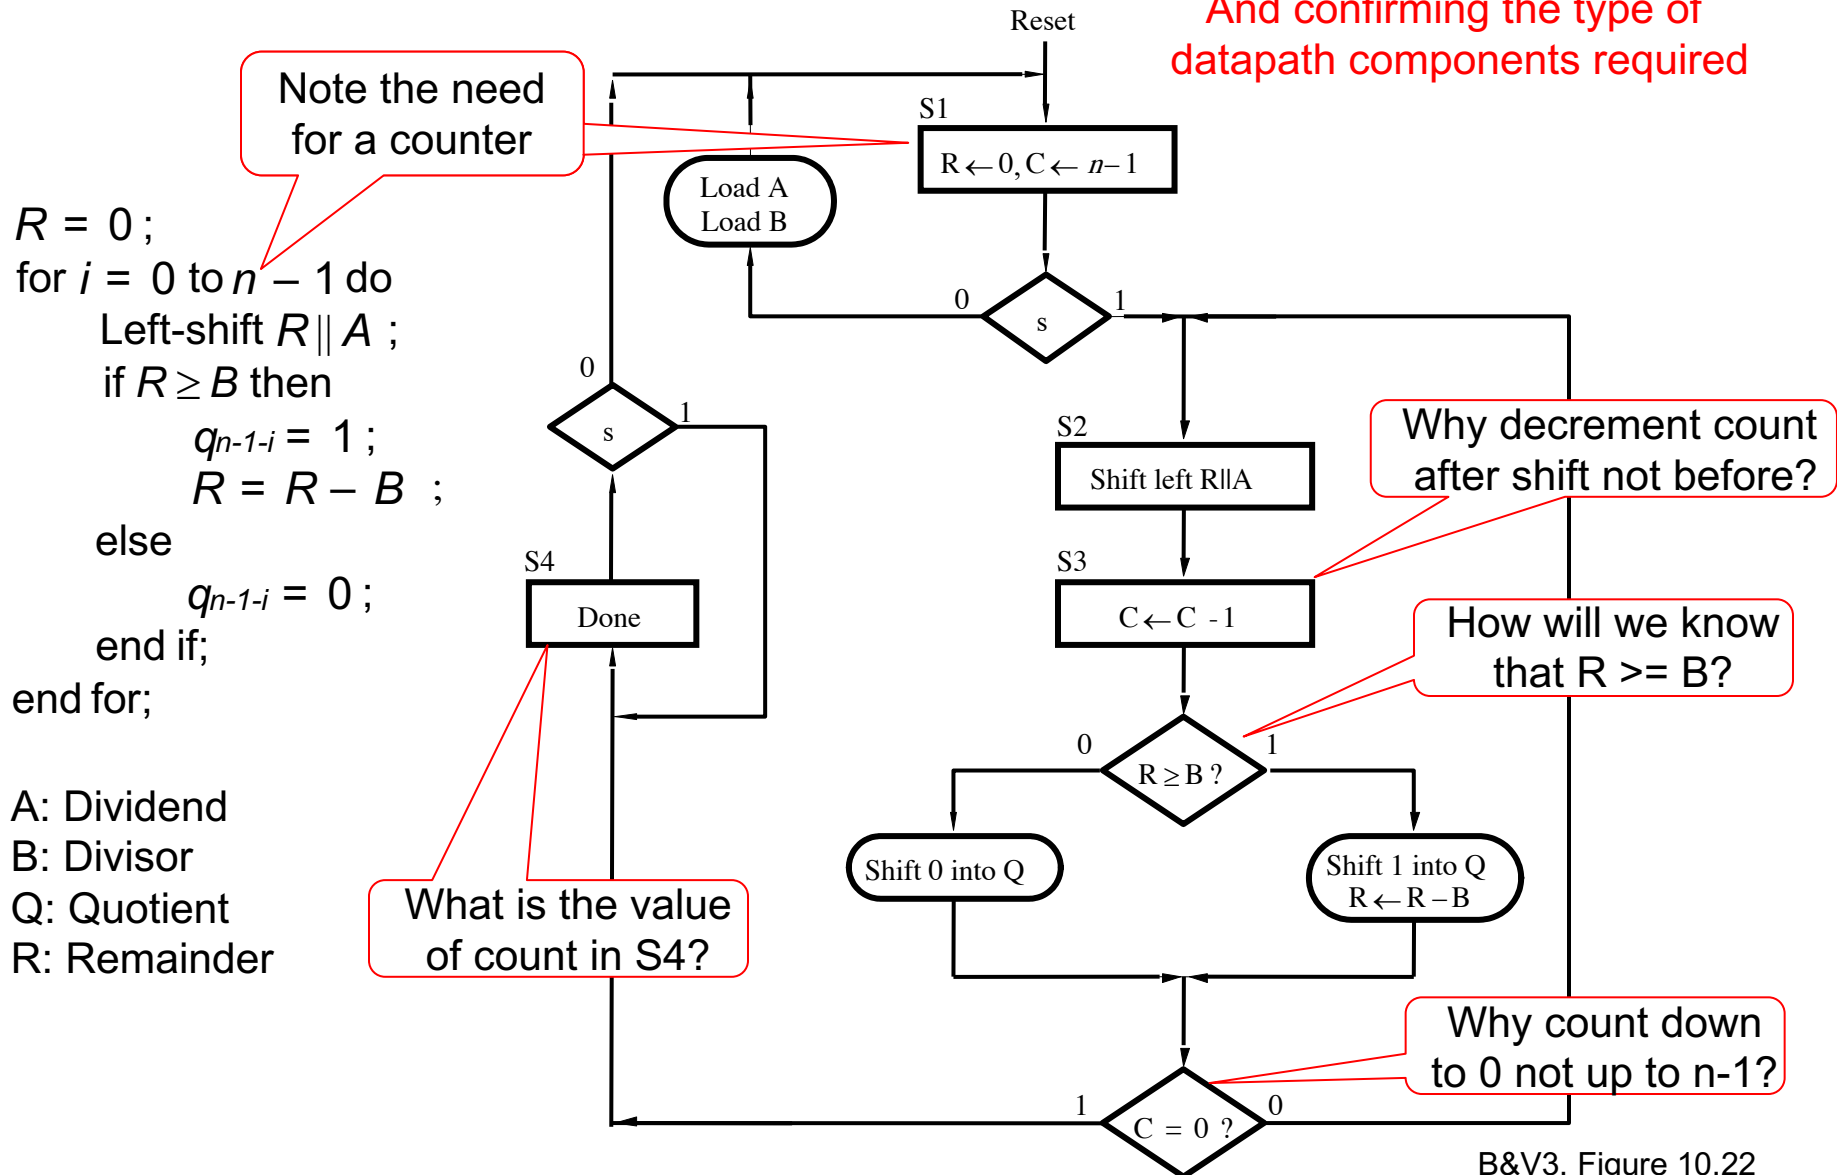 And confirming the type of
datapath components required
Reset
Note the need
for a counter
S1
R ← 0, C ← n – 1
Load A
Load B
R = 0 ;
for i = 0 to n – 1 do
Left-shift R || A ;
if R ≥ B then
q n-1-i = 1 ;
R = R – B ;
else
q n-1-i = 0 ;
end if;
end for;
0
s
1
0
s
1
S2
Shift left R||A
Why decrement count
after shift not before?
S3
C ← C - 1
S4
Done
How will we know
that R >= B?
0
R ≥ B ?
1
Shift 0 into Q
Shift 1 into Q
R ← R – B
A: Dividend
B: Divisor
Q: Quotient
R: Remainder
What is the value
of count in S4?
Why count down
to 0 not up to n-1?
1
C = 0 ?
0
B&V3, Figure 10.22